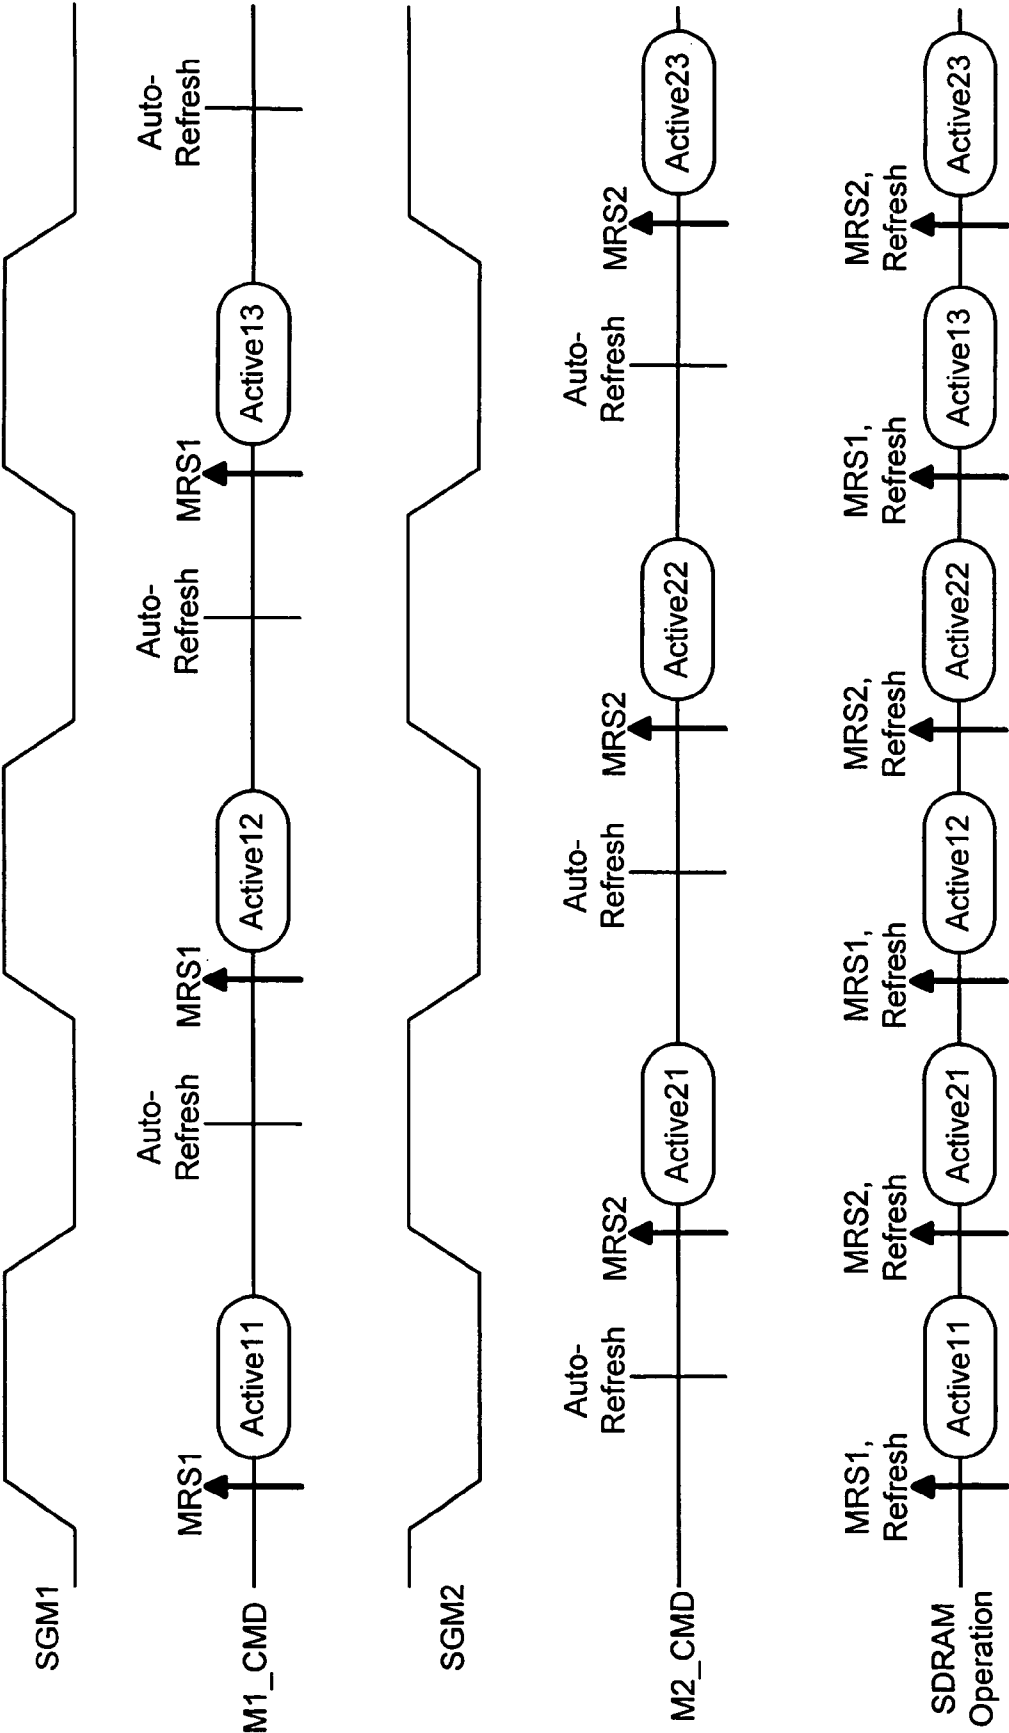 SGM1
M1_CMD
MRS1
Active11
Auto-
Refresh
MRS1
Active12
Auto-
Refresh
MRS1
Active13
Auto-
Refresh
SGM2
M2_CMD
Auto-
Refresh
MRS2
Active21
Auto-
Refresh
MRS2
Active22
Auto-
Refresh
MRS2
Active23
SDRAM
Operation
MRS1,
Refresh
Active11
MRS2,
Refresh
Active21
MRS1,
Refresh
Active12
MRS2,
Refresh
Active22
MRS1,
Refresh
Active13
MRS2,
Refresh
Active23